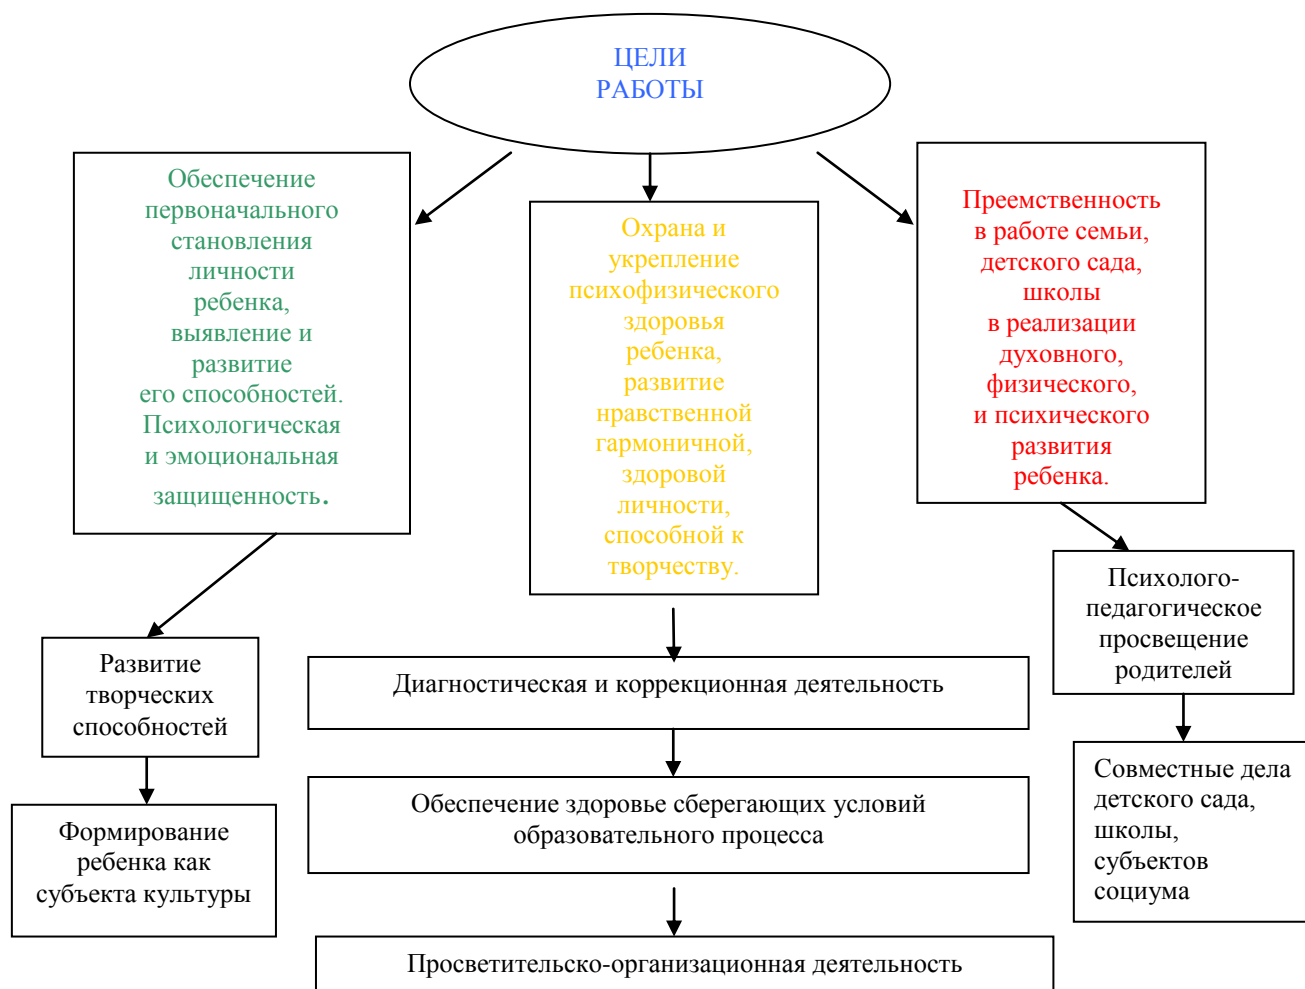 ЦЕЛИ
РАБОТЫ
Обеспечение
первоначального
становления
личности
ребенка,
выявление и
развитие
его способностей.
Психологическая
и эмоциональная
защищенность.
Охрана и
укрепление
психофизического
здоровья
ребенка,
развитие
нравственной
гармоничной,
здоровой
личности,
способной к
творчеству.
Преемственность
в работе семьи,
детского сада,
школы
в реализации
духовного,
физического,
и психического
развития
ребенка.
Развитие
творческих
способностей
Формирование
ребенка как
субъекта культуры
Диагностическая и коррекционная деятельность
Обеспечение здоровье сберегающих условий
образовательного процесса
Просветительско-организационная деятельность
Психолого-
педагогическое
просвещение
родителей
Совместные дела
детского сада,
школы,
субъектов
социума